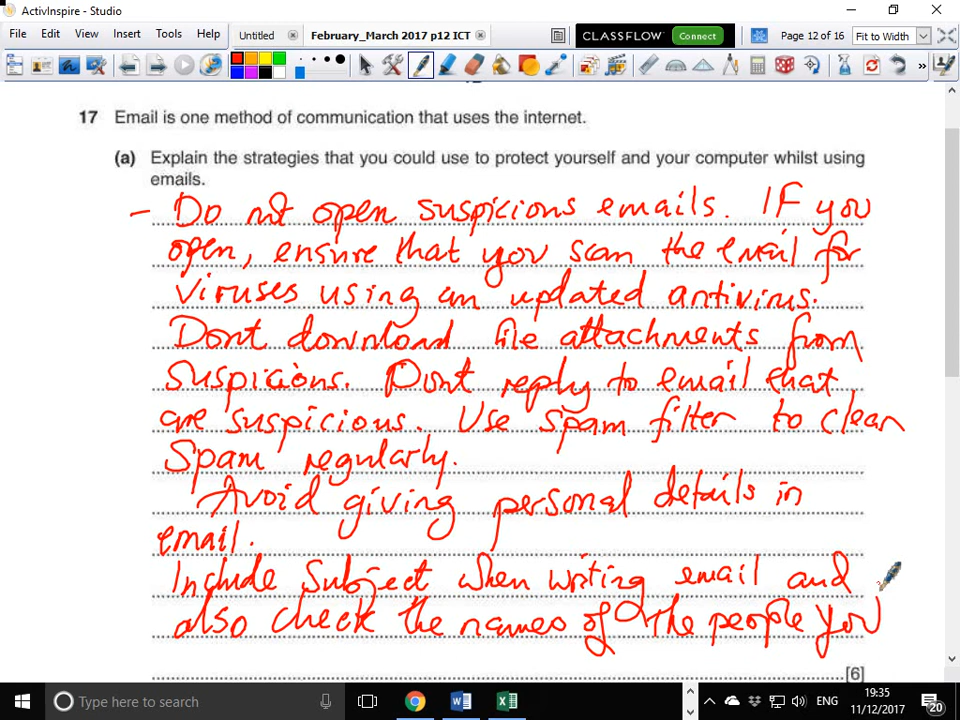 ActivInspire - Studio
File Edit View Insert Tools Help Untitled February_March 2017 p12 ICT CLASSFLOW Connect Page 12 of 16 Fit to Width
17 Email is one method of communication that uses the internet.
(a) Explain the strategies that you could use to protect yourself and your computer whilst using
emails.
- Do not open suspicious emails. If you
open, ensure that you scan the email for
viruses using an updated antivirus.
Dont download file attachments from
suspicions. Dont reply to email that
are suspicious. Use spam filter to clean
Spam regularly.
Avoid giving personal details in
email.
Include Subject when writing email and
also check the names of the people you
[6]
Type here to search ENG 19:35
11/12/2017 20